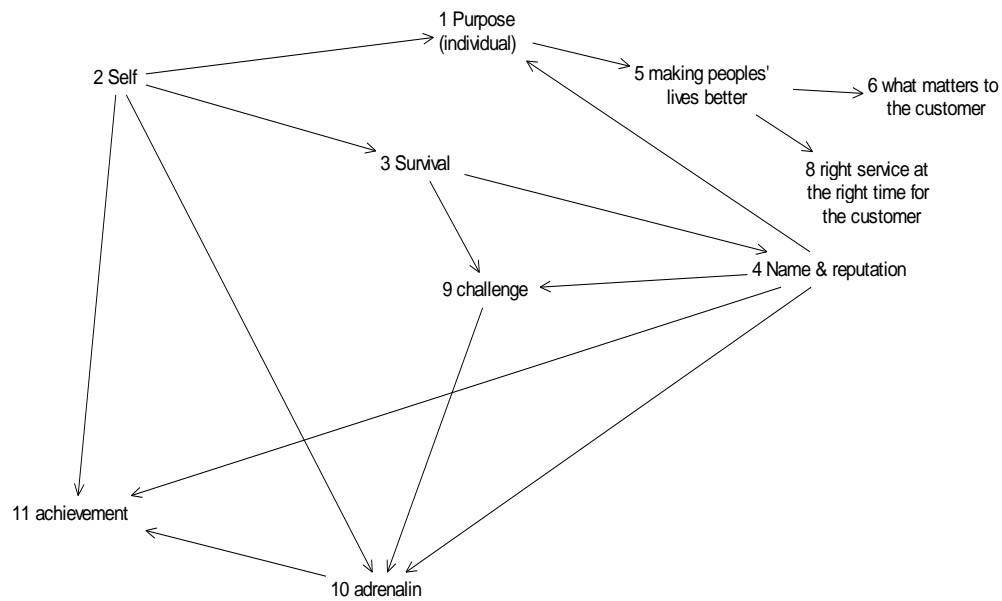 1 Purpose
(individual)
2 Self
5 making peoples'
lives better
6 what matters to
the customer
3 Survival
8 right service at
the right time for
the customer
4 Name & reputation
9 challenge
11 achievement
10 adrenalin